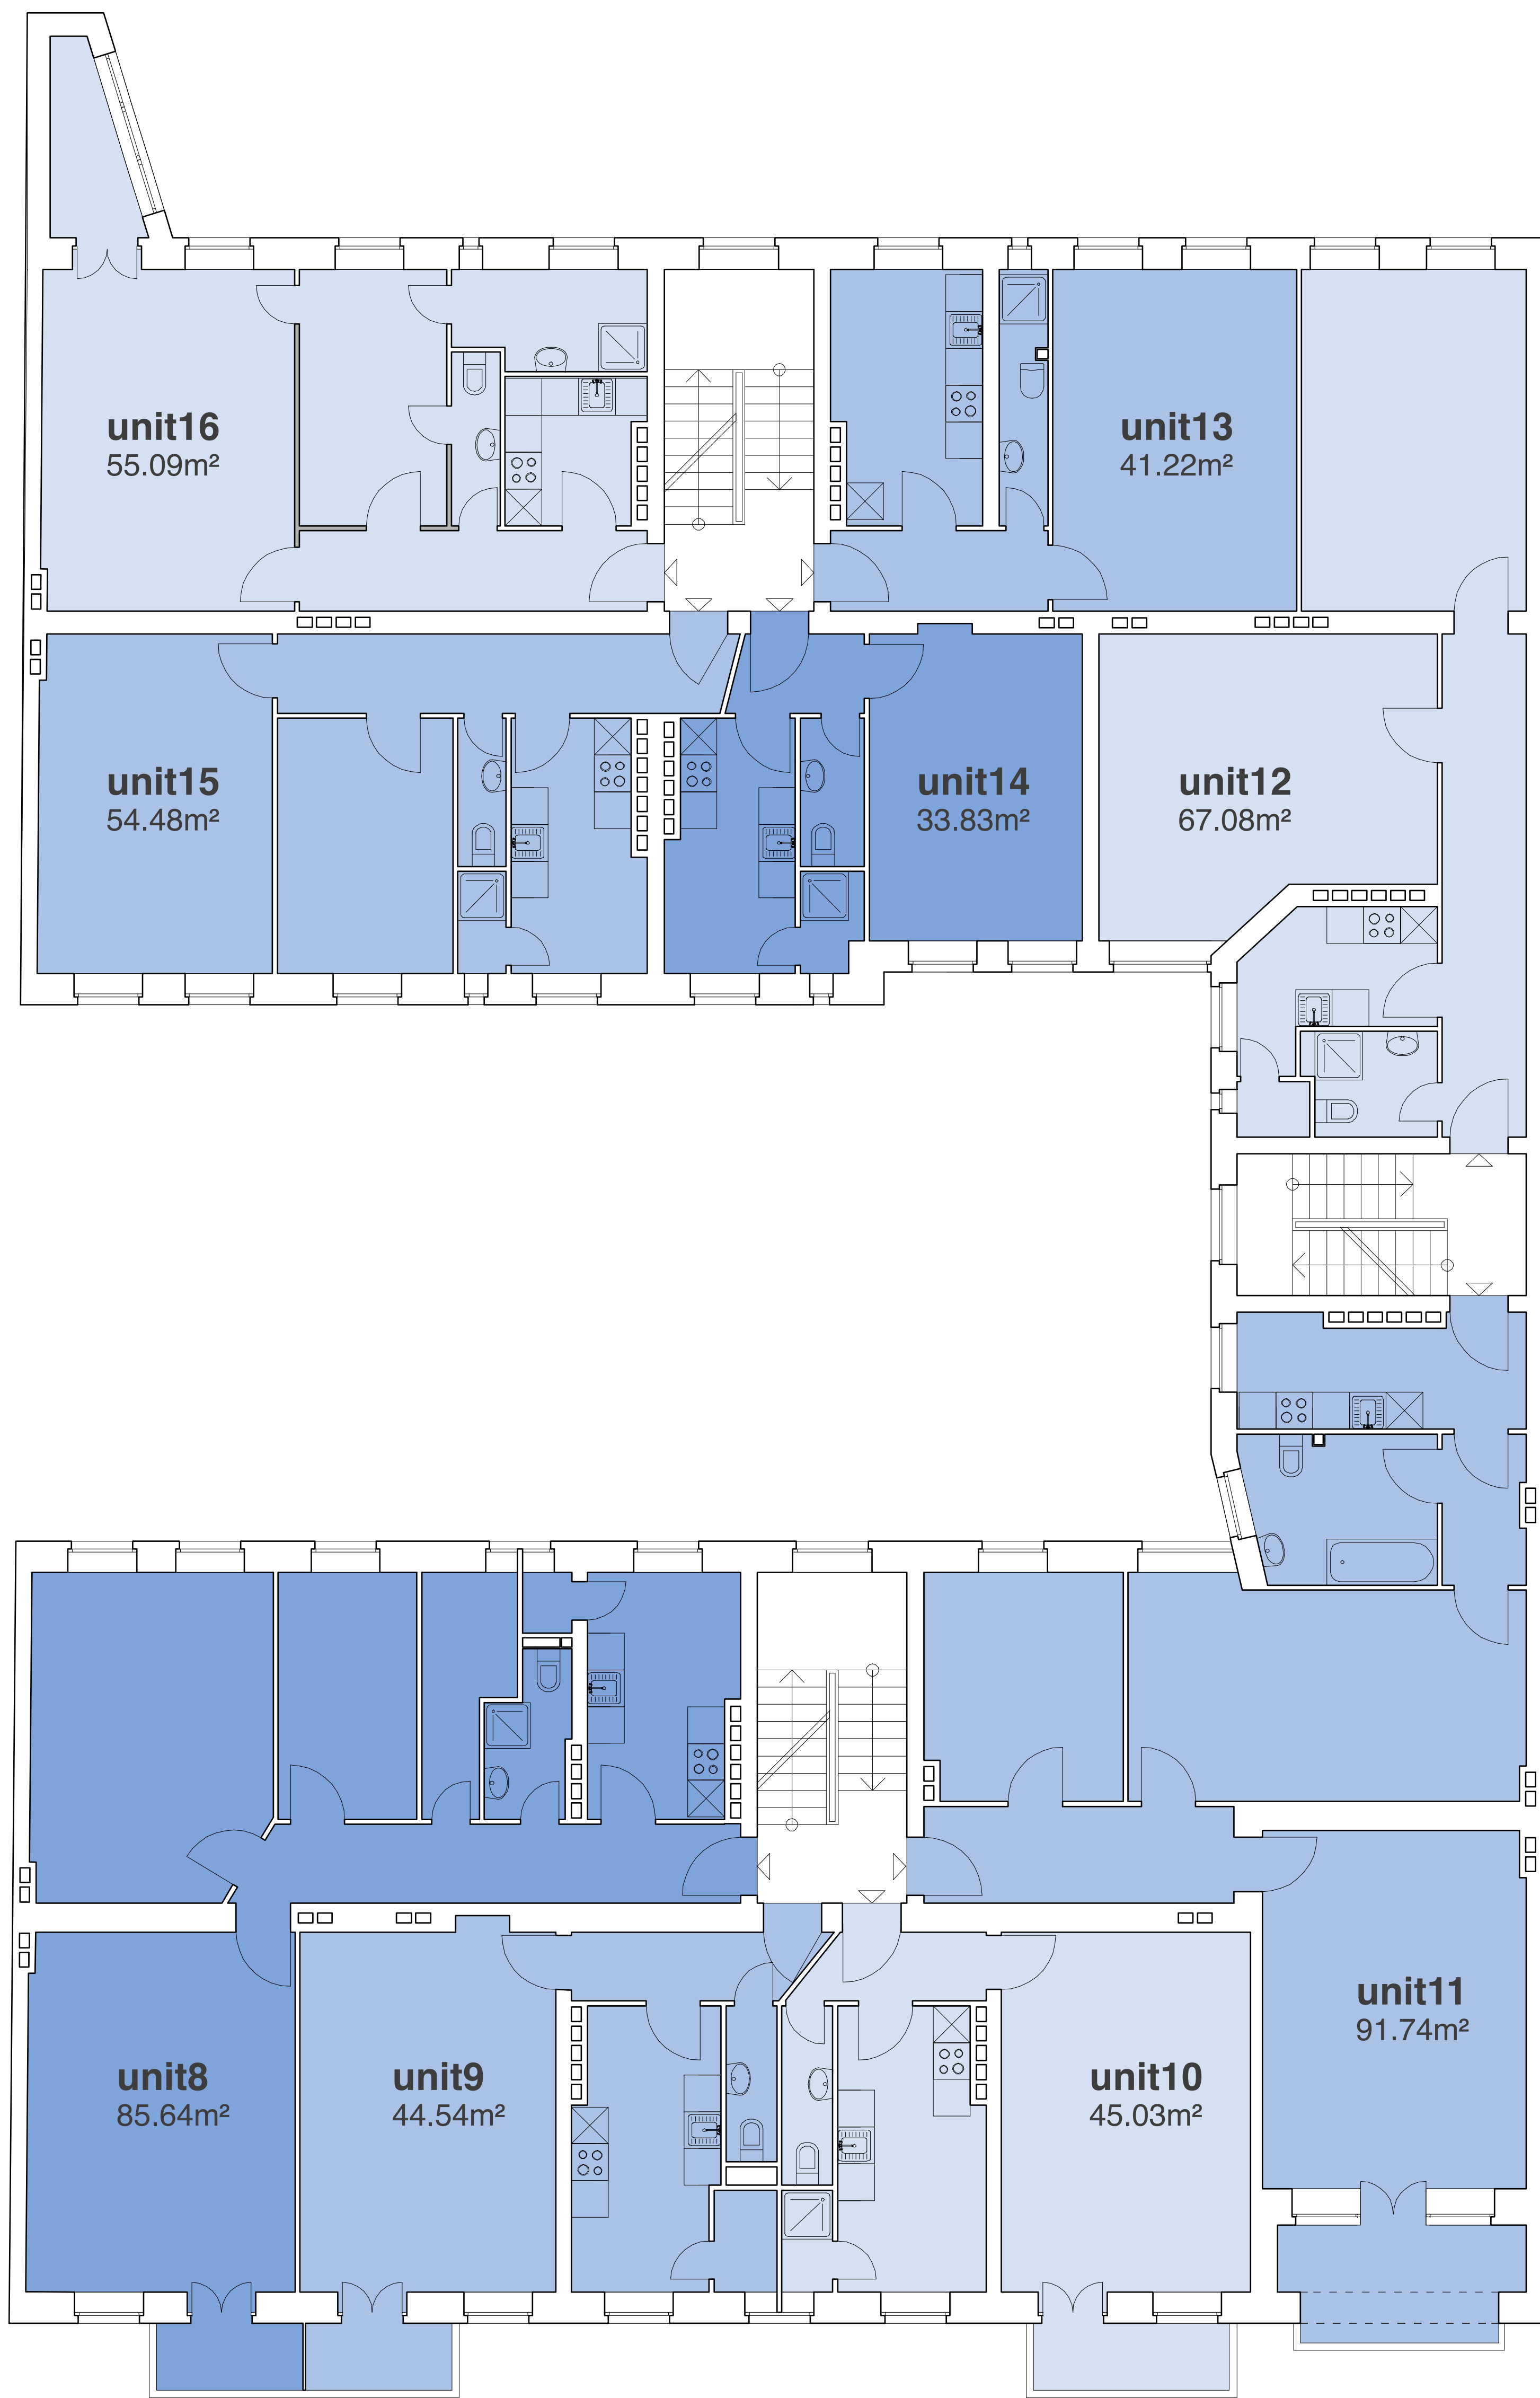 unit16
55.09m²
unit13
41.22m²
unit15
54.48m²
unit14
33.83m²
unit12
67.08m²
unit11
91.74m²
unit8
85.64m²
unit9
44.54m²
unit10
45.03m²